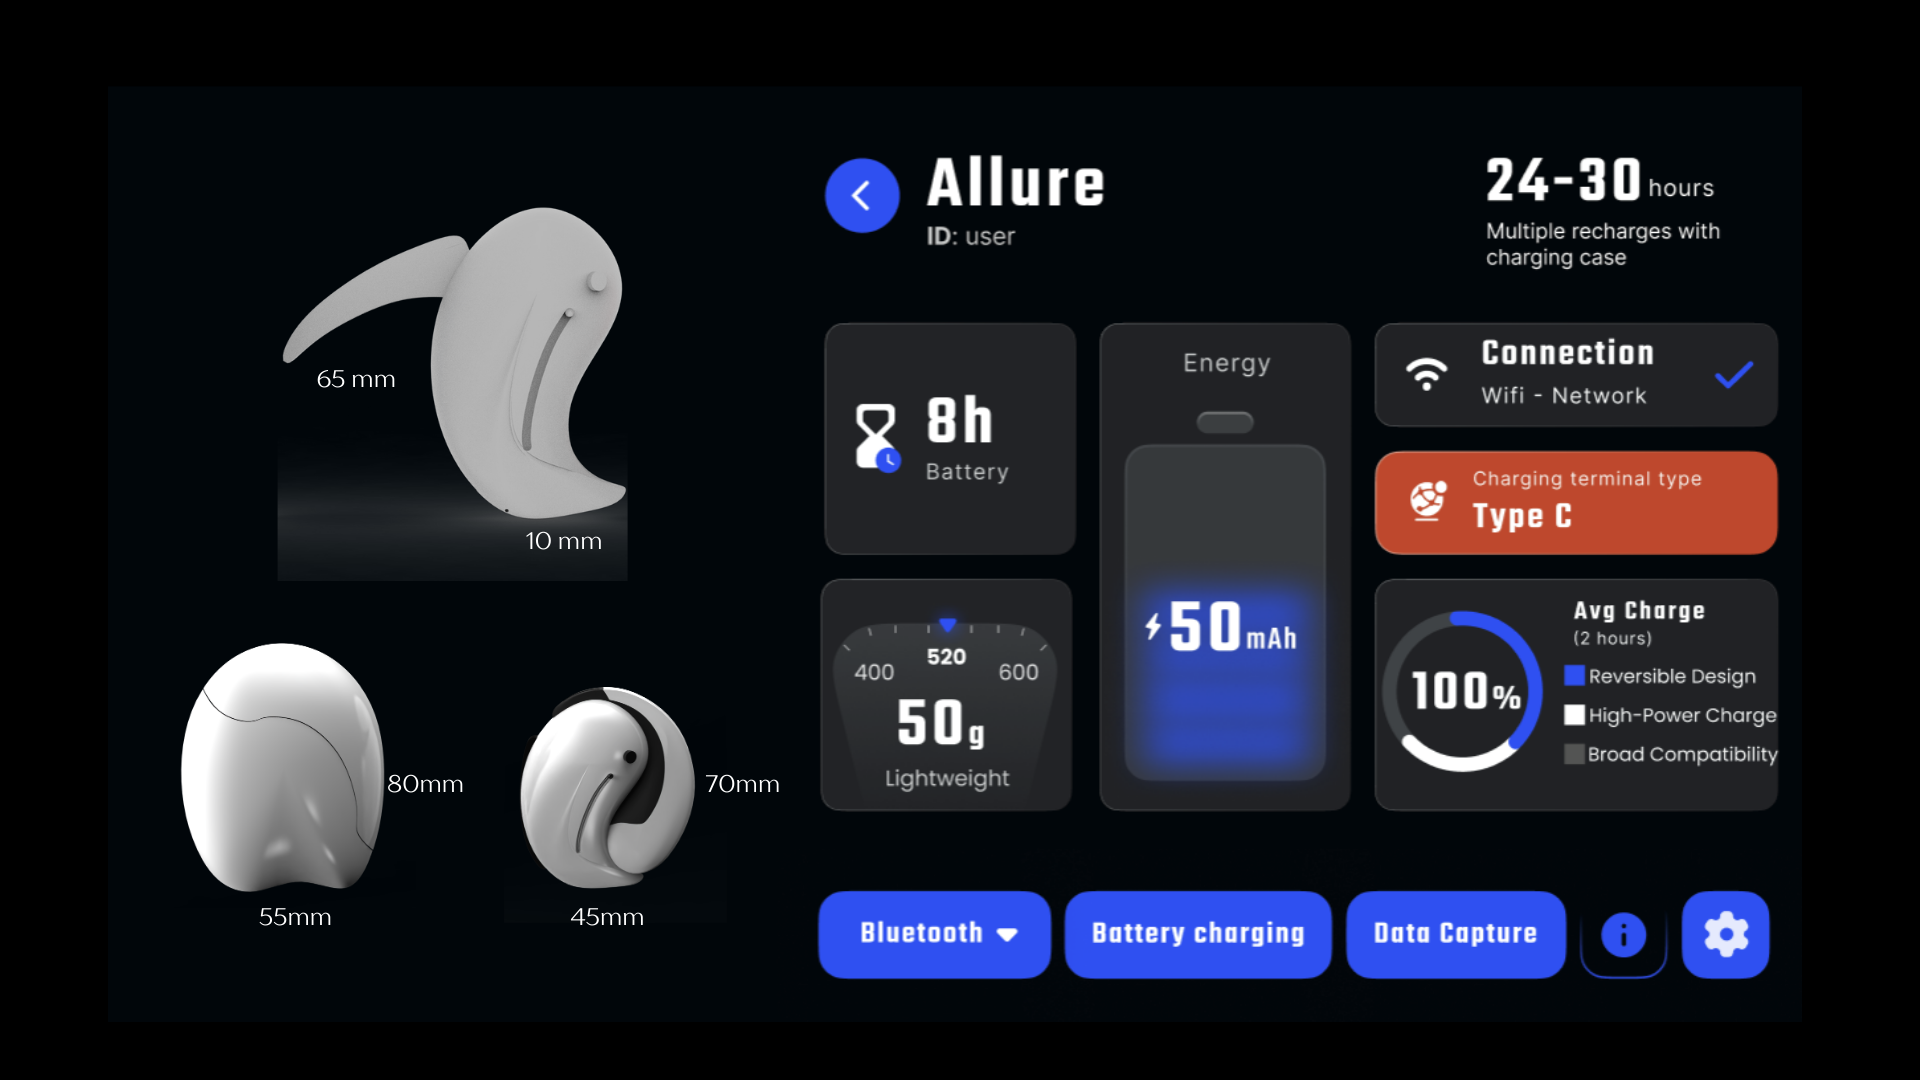 Allure
ID: user
24-30 hours
Multiple recharges with
charging case
65 mm
10 mm
80mm
55mm
70mm
45mm
8h
Battery
400
520
600
50g
Lightweight
Energy
50mAh
Connection
Wifi - Network
Charging terminal type
Type C
100%
Avg Charge
(2 hours)
Reversible Design
High-Power Charge
Broad Compatibility
Bluetooth
Battery charging
Data Capture
i